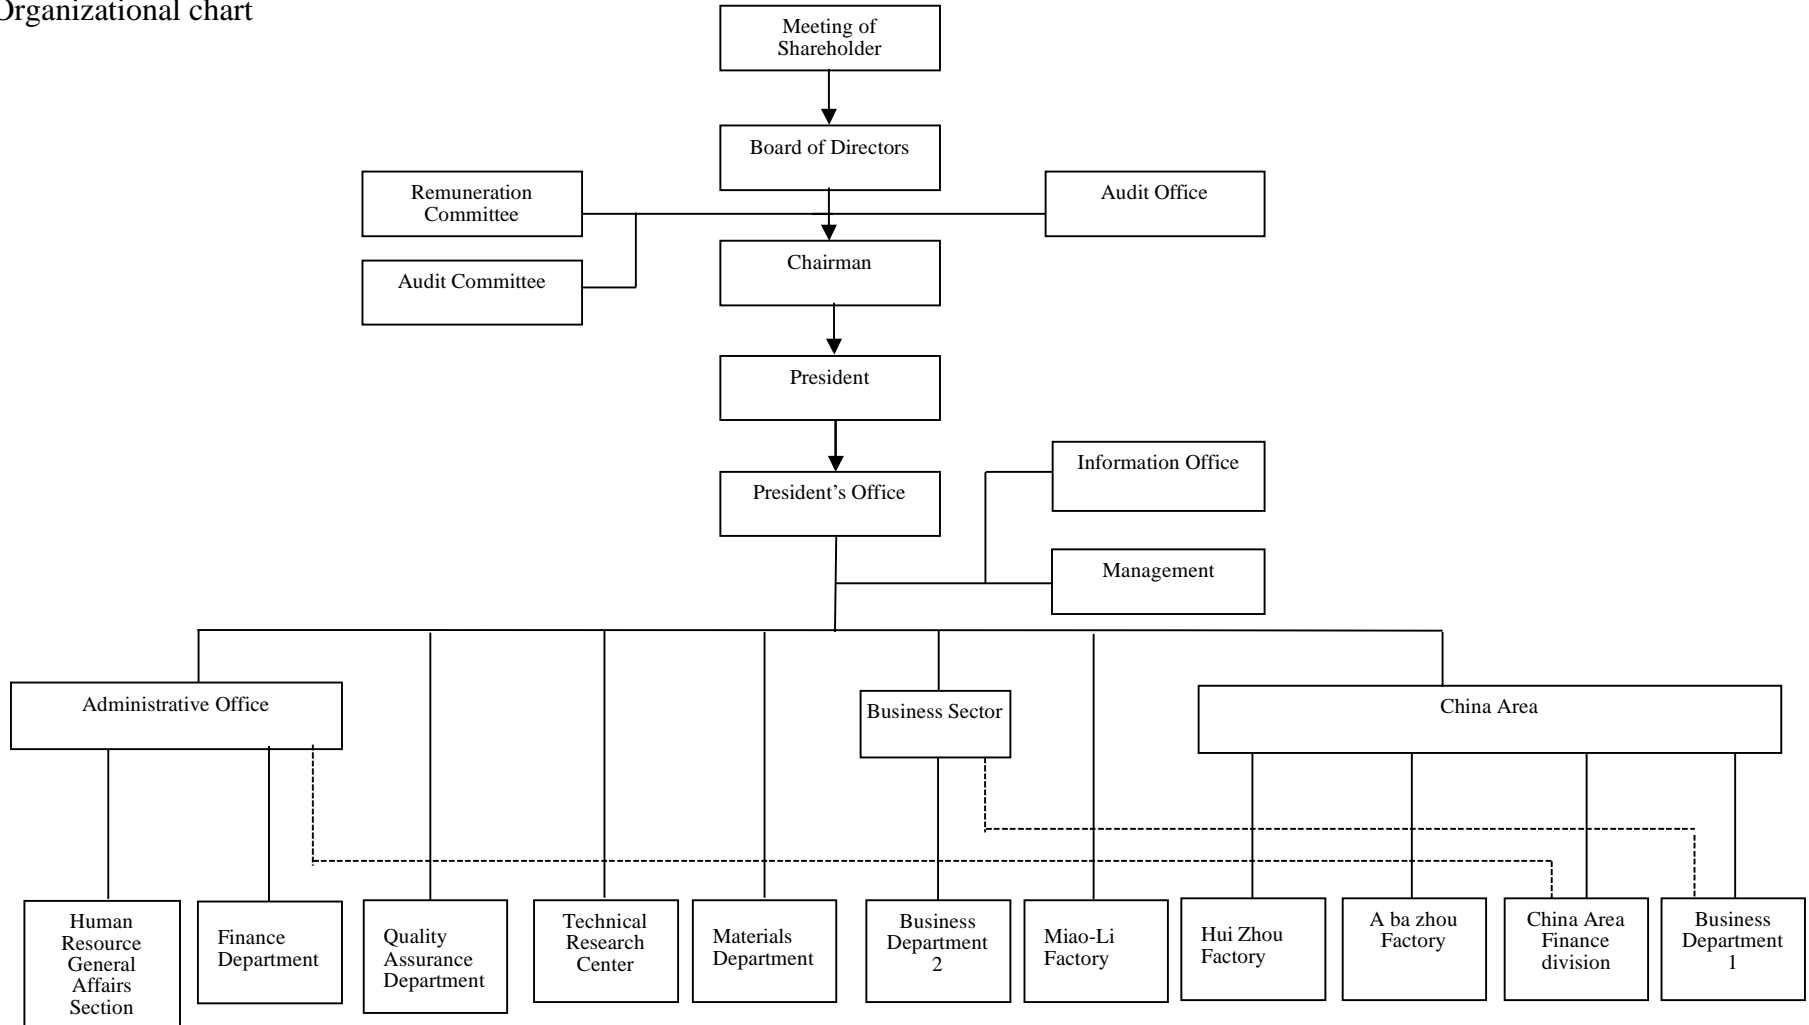 Organizational chart
Meeting of
Shareholder
Board of Directors
Remuneration
Committee
Audit Office
Chairman
Audit Committee
President
Information Office
President’s Office
Management
Administrative Office
Business Sector
China Area
Human
Resource
General
Affairs
Section
Finance
Department
Quality
Assurance
Department
Technical
Research
Center
Materials
Department
Business
Department
2
Miao-Li
Factory
Hui Zhou
Factory
A ba zhou
Factory
China Area
Finance
division
Business
Department
1